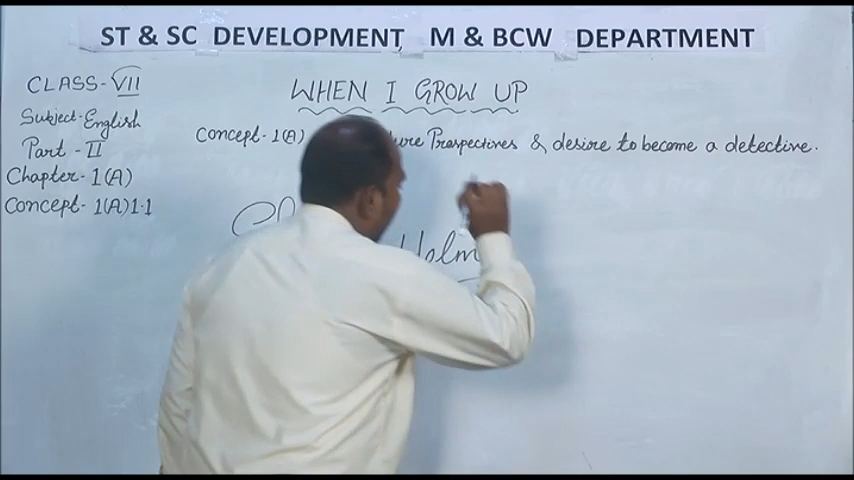 ST & SC DEVELOPMENT, M & BCW DEPARTMENT
CLASS-VII
WHEN I GROW UP
Subject-English
Part - II
Chapter-1(A)
Concept-1(A)1.1
Concept-1(A) Praspectives & desire to become a detective.